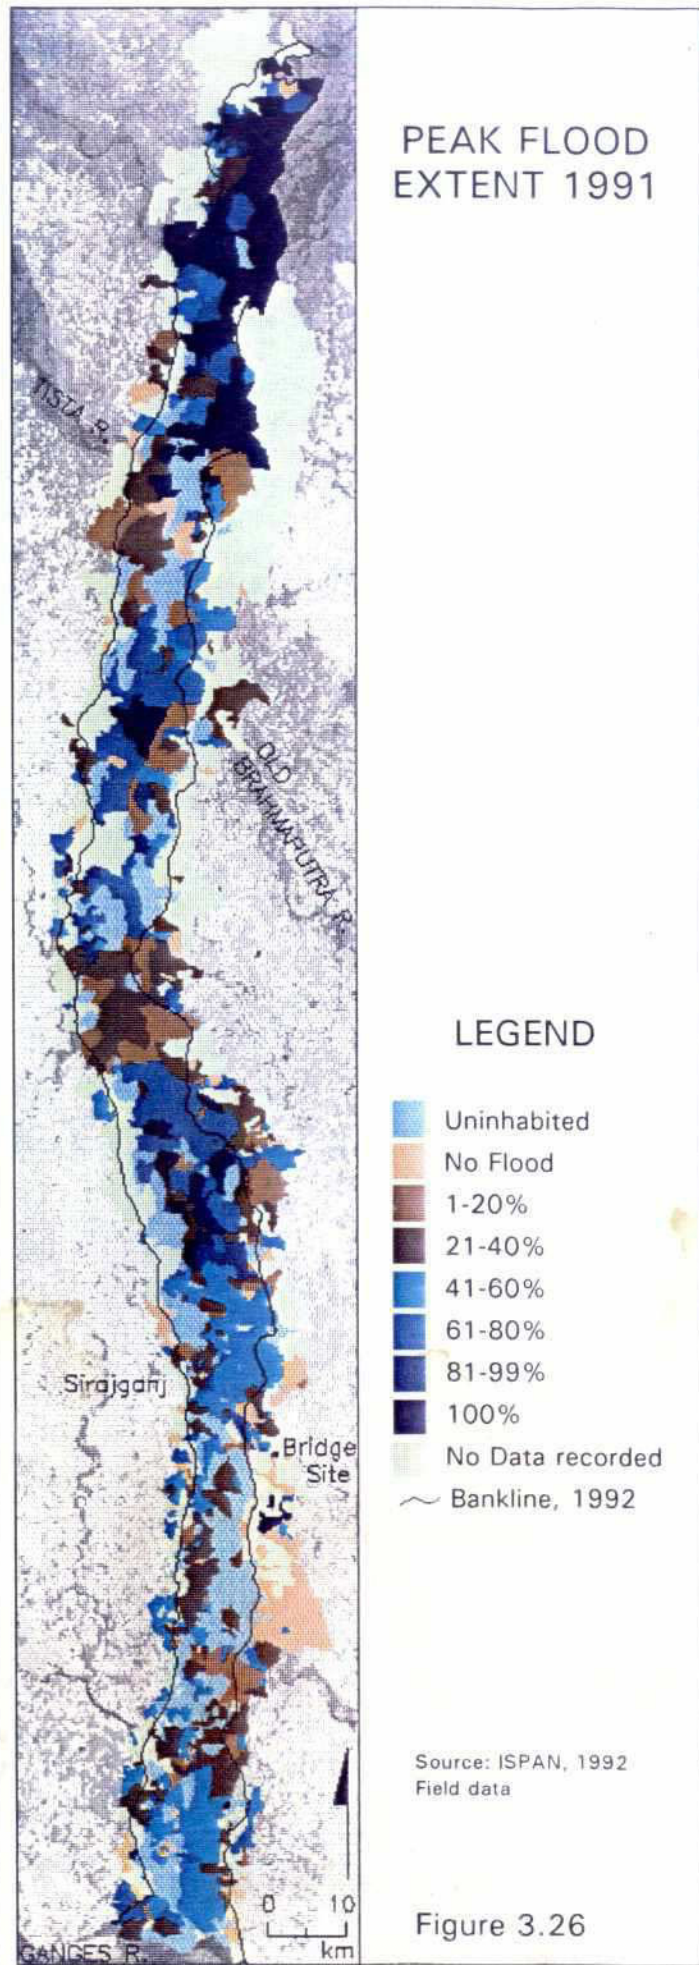 PEAK FLOOD
EXTENT 1991
TISTA R.
OLD
BRAHMAPUTRA R.
LEGEND
Uninhabited
No Flood
1-20%
21-40%
41-60%
61-80%
81-99%
100%
No Data recorded
Bankline, 1992
Sirajganj
Bridge
Site
Source: ISPAN, 1992
Field data
0 10
km
Figure 3.26
GANGES R.